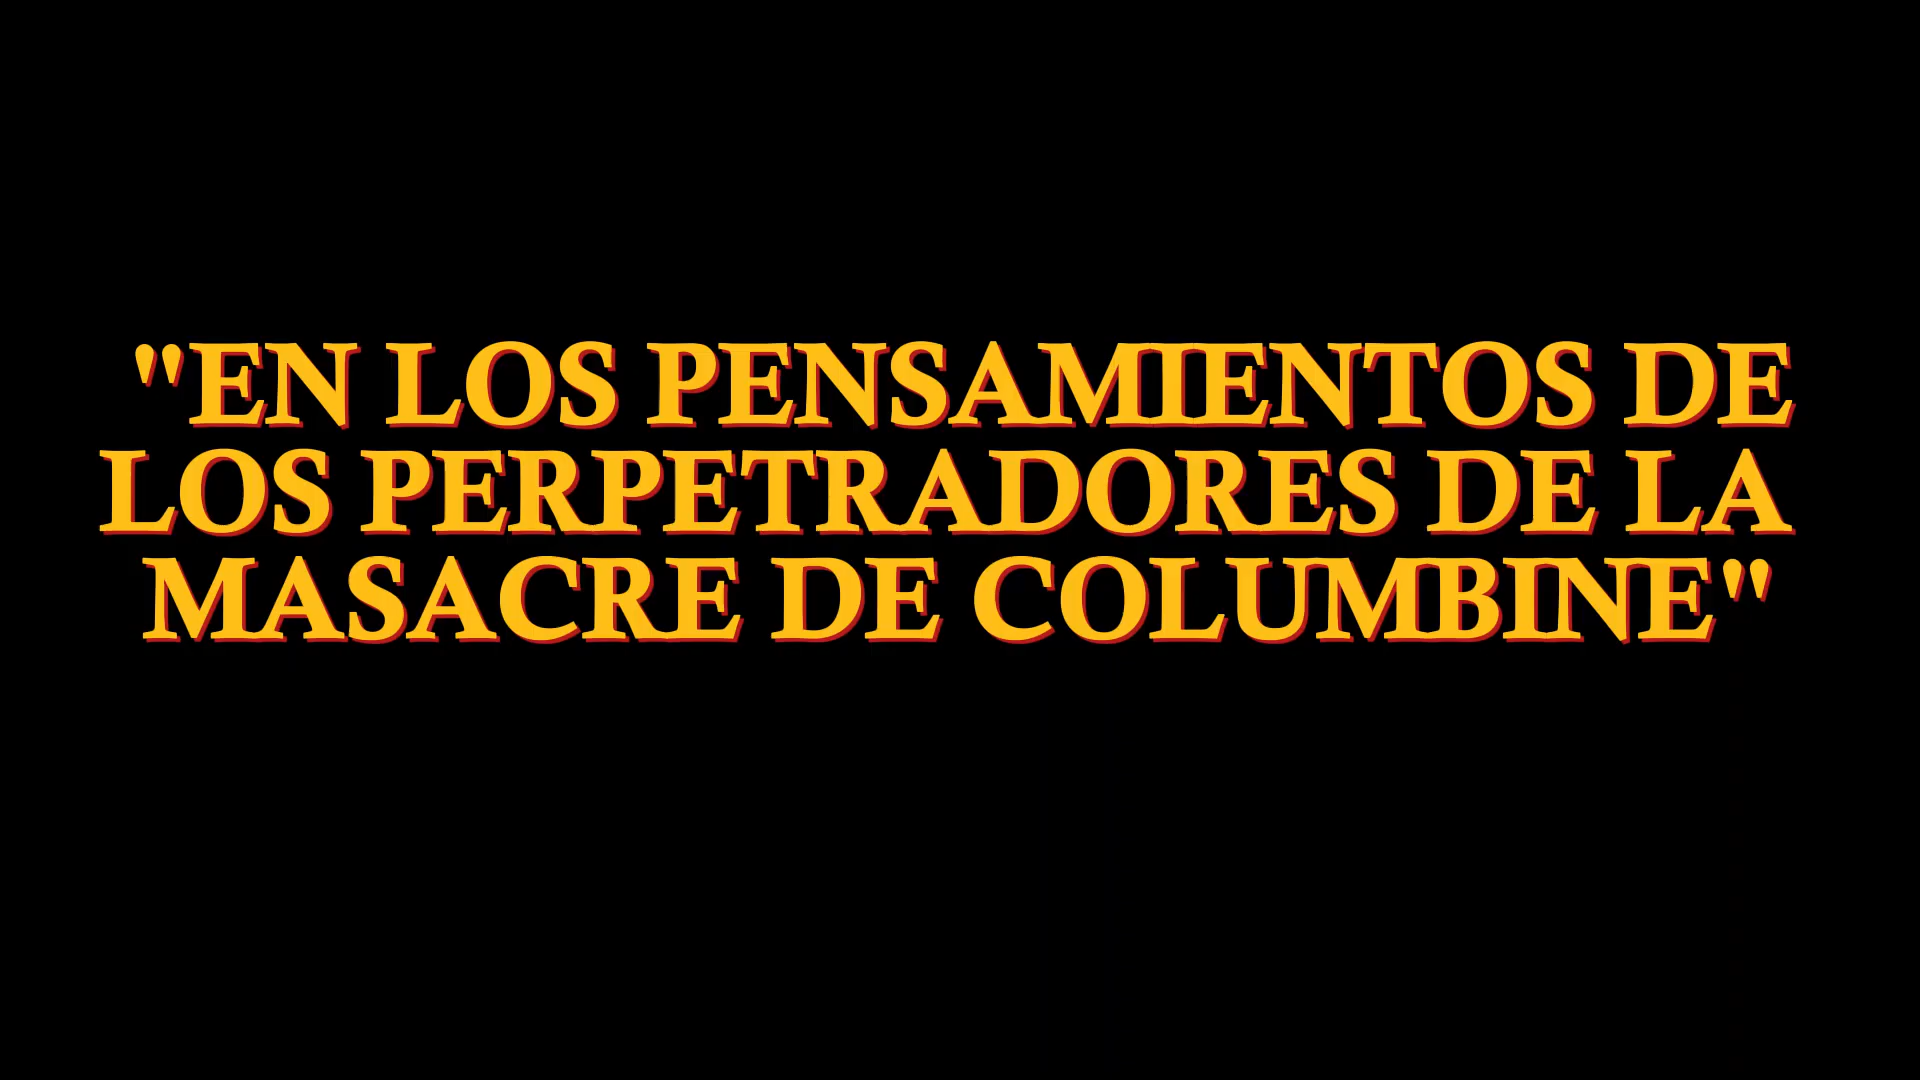 "EN LOS PENSAMIENTOS DE
LOS PERPETRADORES DE LA
MASACRE DE COLUMBINE"